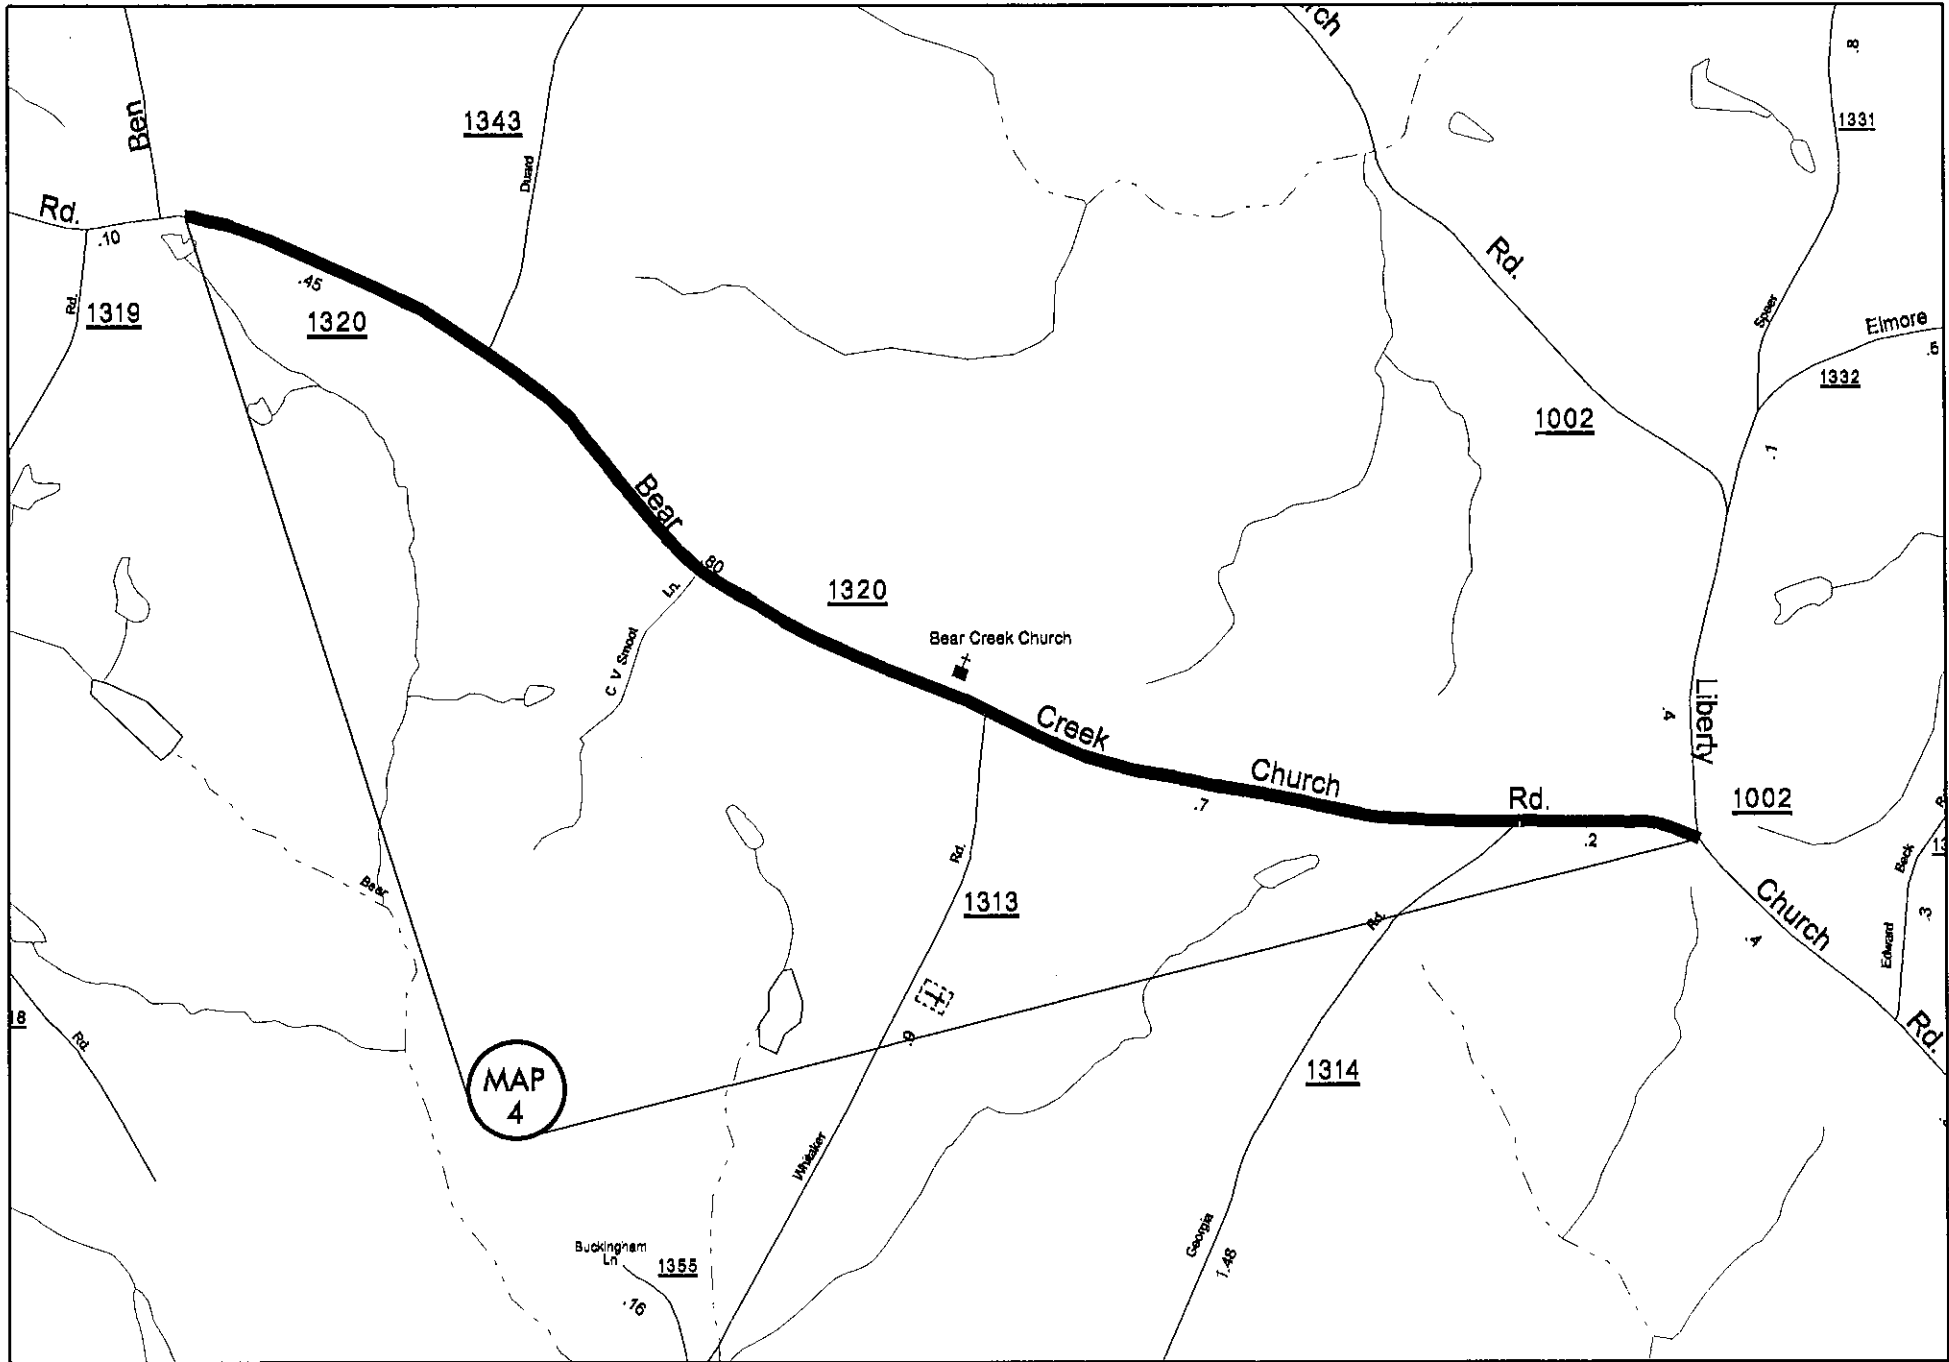 rch
.8
Ben
1343
1331
Duard
Rd.
.10
Rd.
.45
Rd.
1319
1320
Speer
Elmore
.5
1332
1002
.1
Bear
.80
Ln.
1320
C V Smoot
Bear Creek Church
Liberty
.4
Creek
Church
.7
Rd.
.2
1002
Rd.
Beck
13
Bear
1313
Rd.
Church
.4
.3
Edward
18
Rd.
.9
Rd.
MAP
4
1314
Whitaker
Georgia
1.48
Buckingham
Ln
1355
.16